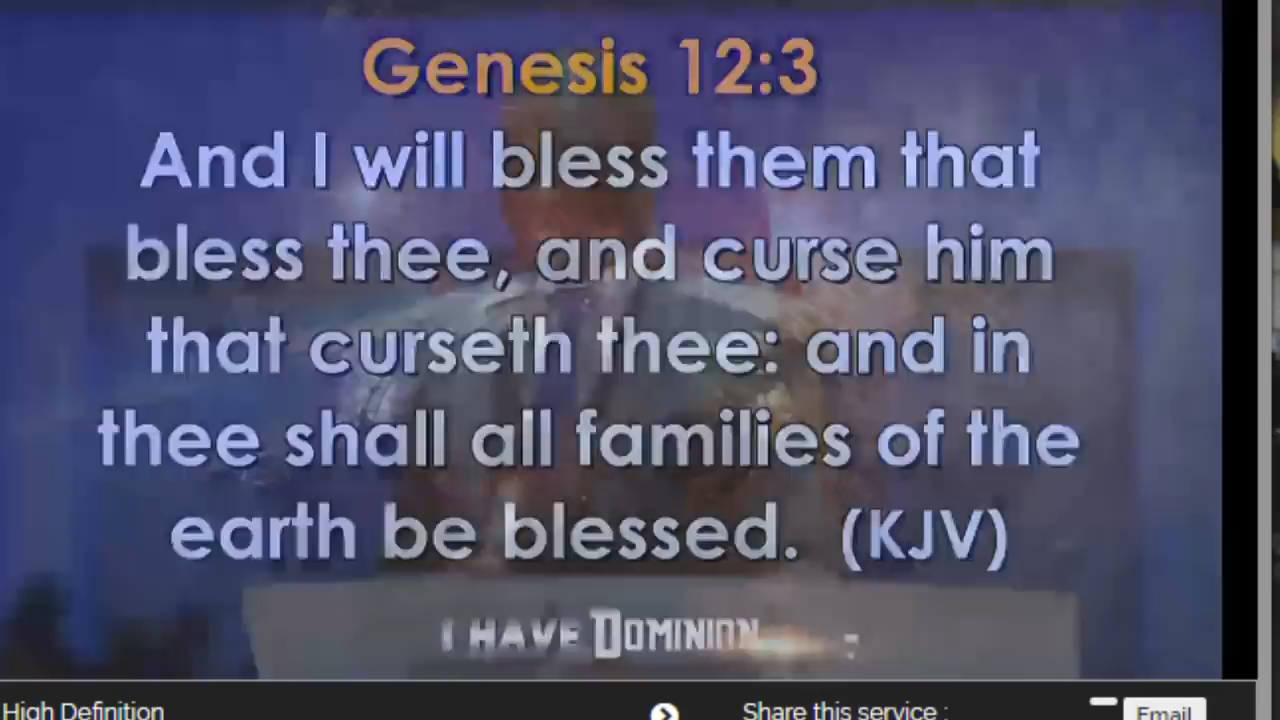 Genesis 12:3
And I will bless them that
bless thee, and curse him
that curseth thee: and in
thee shall all families of the
earth be blessed. (KJV)
I HAVE DOMINION
High Definition
Share this service :
Email